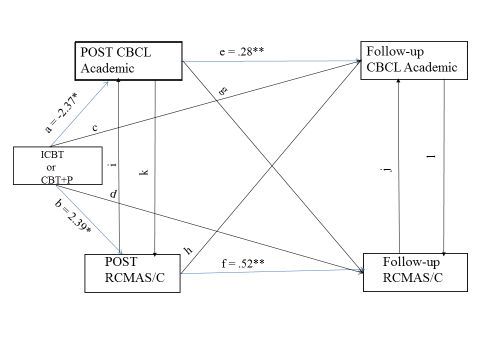 POST CBCL
Academic
e = .28**
Follow-up
CBCL Academic
a = -2.37*
c
g
ICBT
or
CBT+P
i
k
j
l
d
b = 2.39*
h
POST
RCMAS/C
f = .52**
Follow-up
RCMAS/C